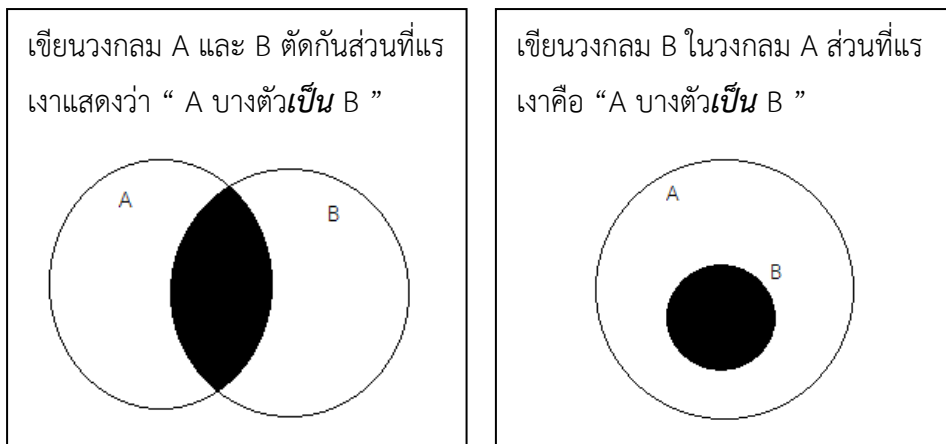 เขียนวงกลม A และ B ตัดกันส่วนที่แร
เงาแสดงว่า “ A บางตัวเป็น B ”
A
B
เขียนวงกลม B ในวงกลม A ส่วนที่แร
เงาคือ “A บางตัวเป็น B ”
A
B